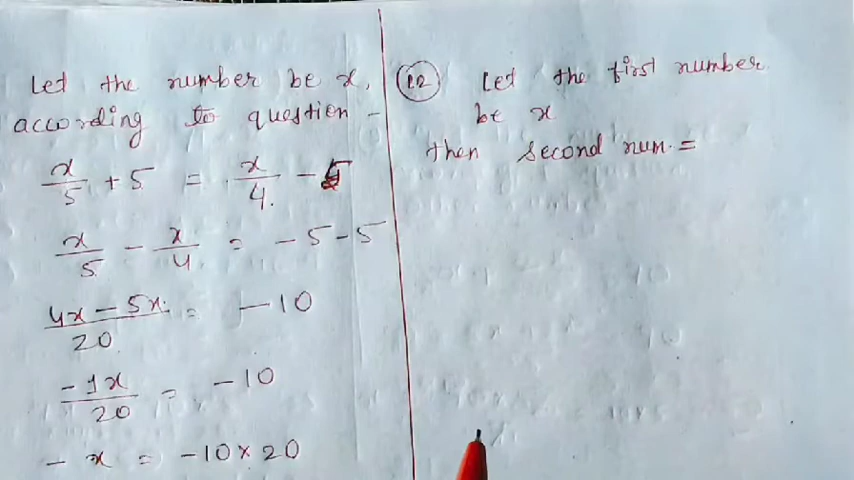 Let the number be x,
according to question -
x/5 + 5 = x/4 - 5
x/5 - x/4 = - 5 - 5
4x - 5x/20 = - 10
-1x/20 = - 10
- x = -10 × 20
Q2 Let the first number
be x
then second num. =